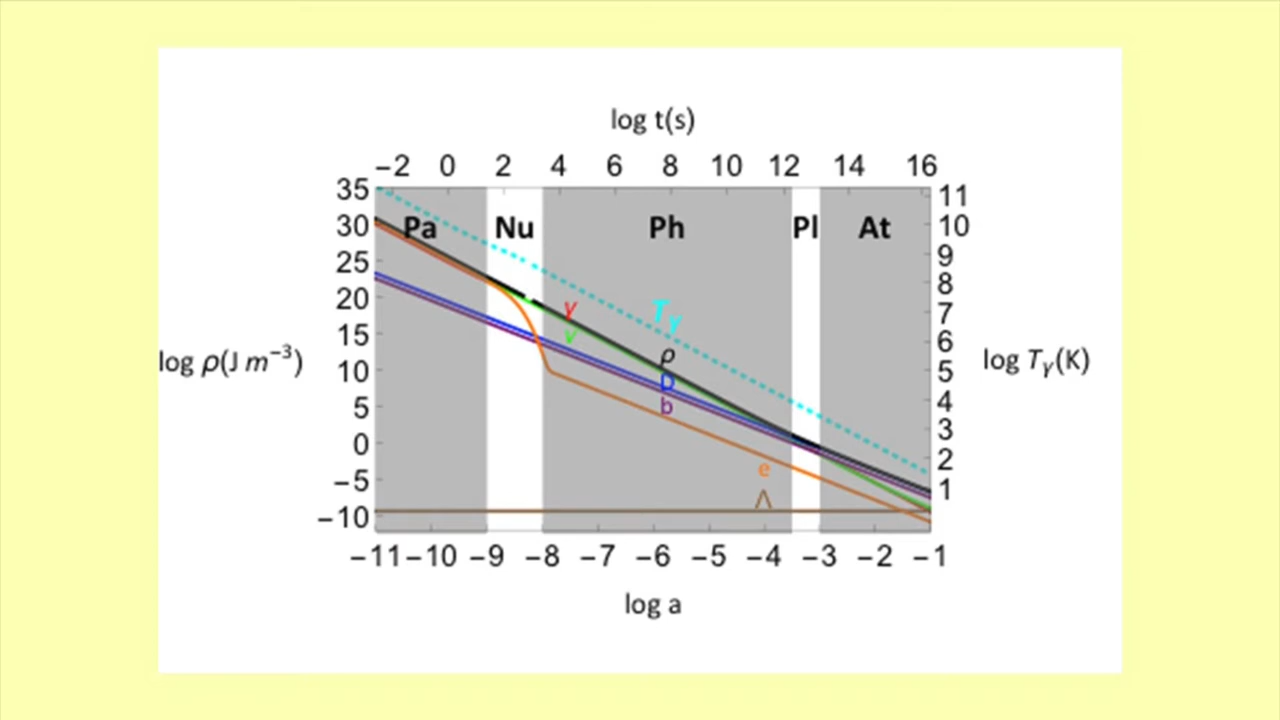 log t(s)
−2 0 2 4 6 8 10 12 14 16
35 11
30 Pa Nu Ph Pl At 10
25 9
20 8
γ Tγ 7
15 ν 6
log ρ(J m⁻³) ρ log Tγ(K)
10 D 5
5 b 4
0 3
e 2
−5 Λ 1
−10
−11 −10 −9 −8 −7 −6 −5 −4 −3 −2 −1
log a